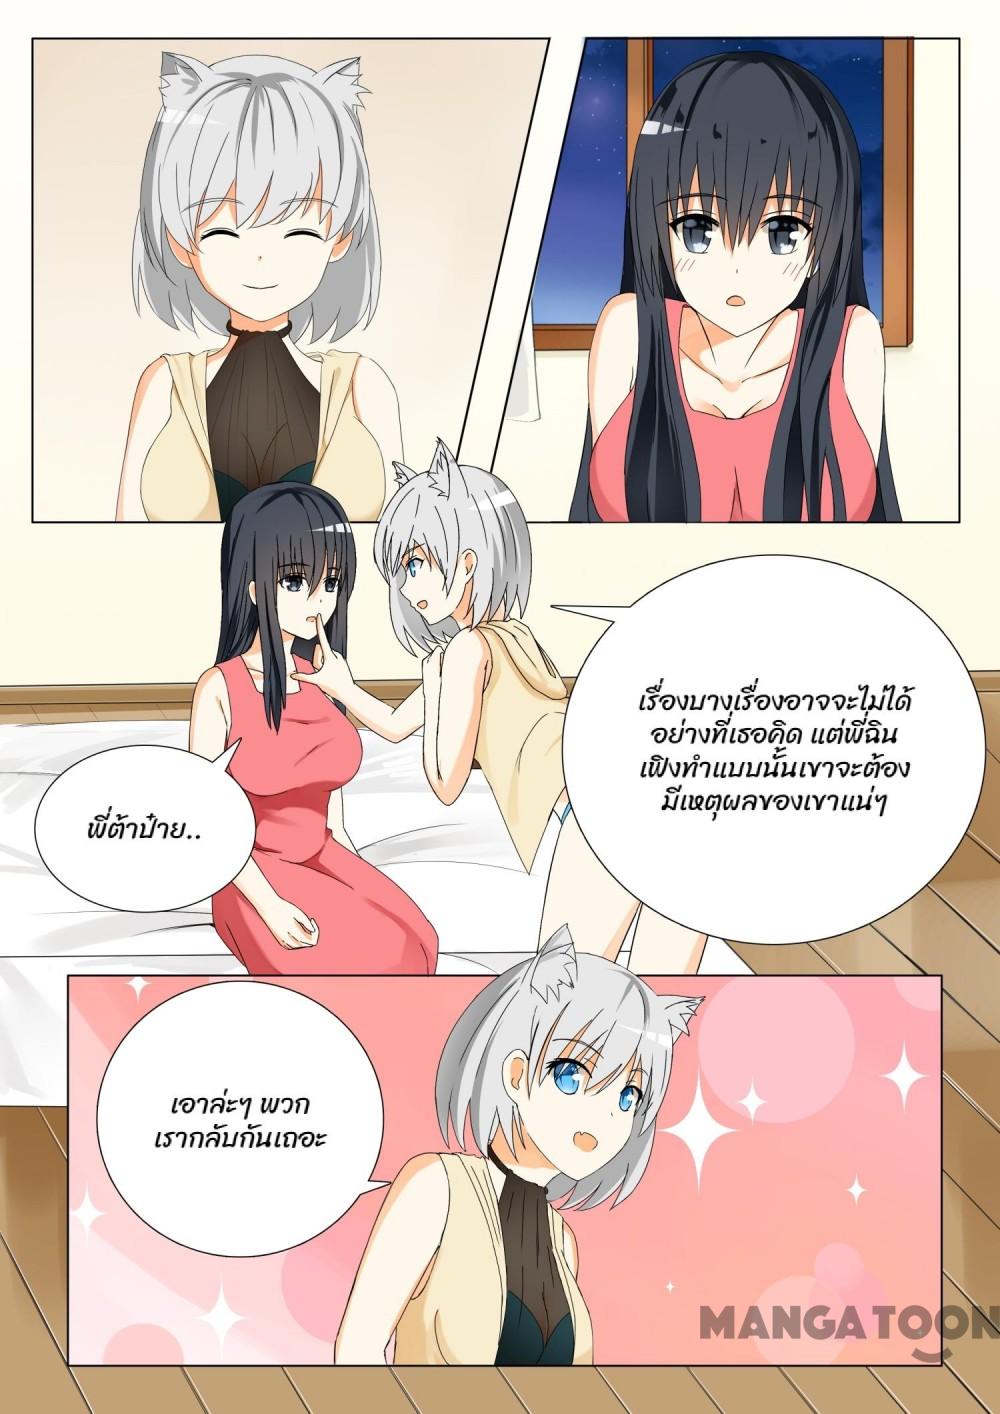 เรื่องบางเรื่องอาจจะไม่ได้
อย่างที่เธอคิด แต่พี่ฉิน
เฟิงทำแบบนั้นเขาจะต้อง
มีเหตุผลของเขาแน่ๆ
พี่ต้าป๋าย..
เอาล่ะๆ พวก
เรากลับกันเถอะ
MANGATOON